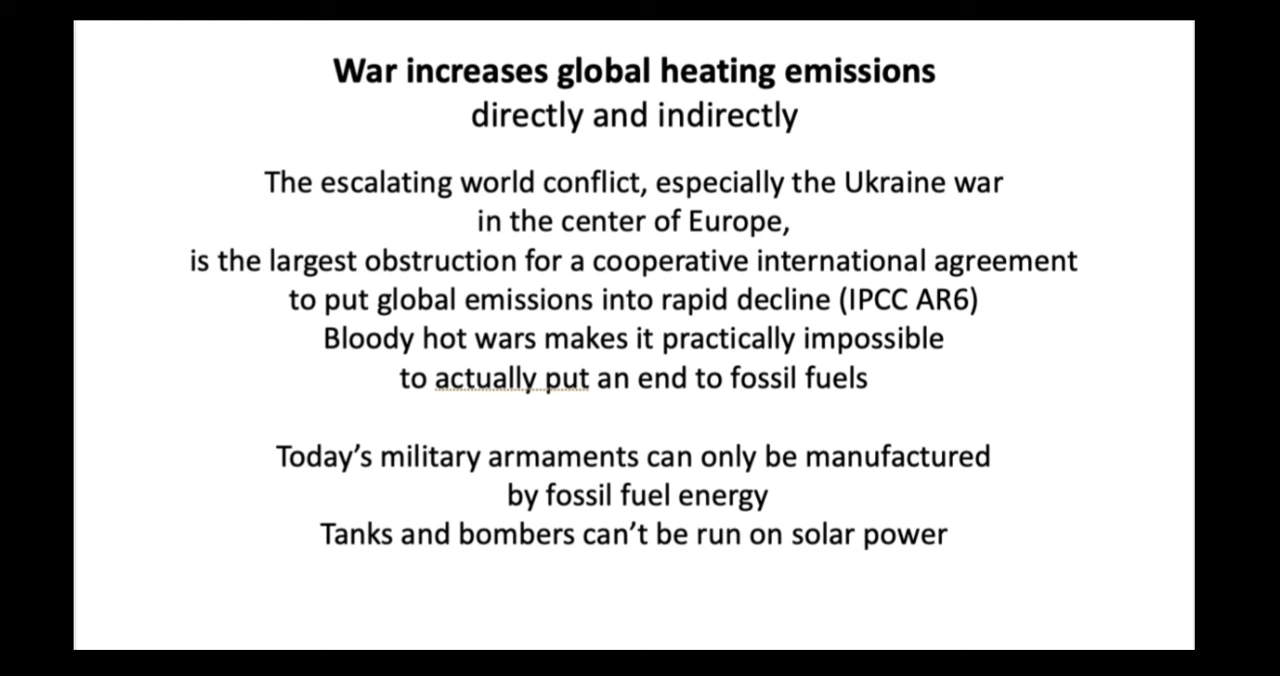 War increases global heating emissions
directly and indirectly
The escalating world conflict, especially the Ukraine war
in the center of Europe,
is the largest obstruction for a cooperative international agreement
to put global emissions into rapid decline (IPCC AR6)
Bloody hot wars makes it practically impossible
to actually put an end to fossil fuels
Today’s military armaments can only be manufactured
by fossil fuel energy
Tanks and bombers can’t be run on solar power